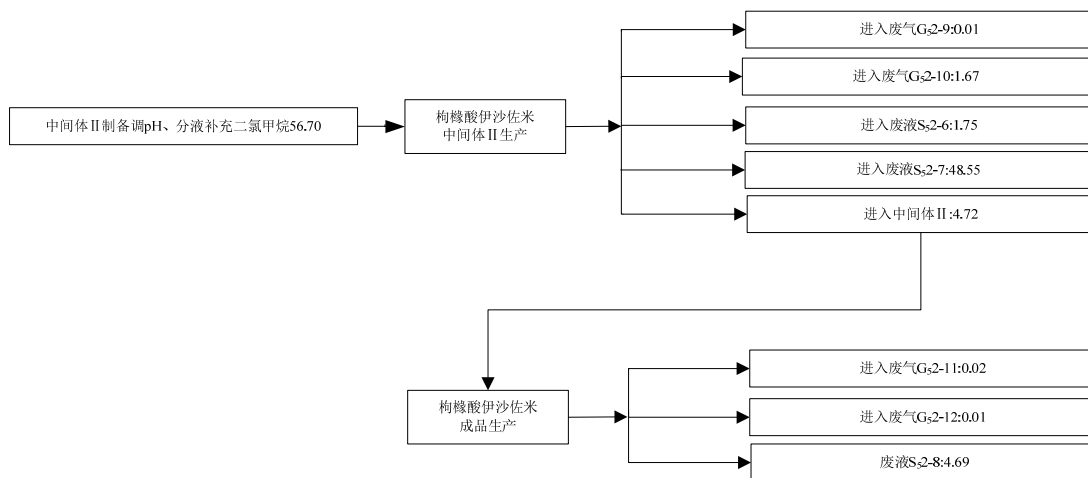 进入废气G₅2-9:0.01
进入废气G₅2-10:1.67
中间体Ⅱ制备调pH、分液补充二氯甲烷56.70
枸橼酸伊沙佐米
中间体Ⅱ生产
进入废液S₅2-6:1.75
进入废液S₅2-7:48.55
进入中间体Ⅱ:4.72
进入废气G₅2-11:0.02
枸橼酸伊沙佐米
成品生产
进入废气G₅2-12:0.01
废液S₅2-8:4.69